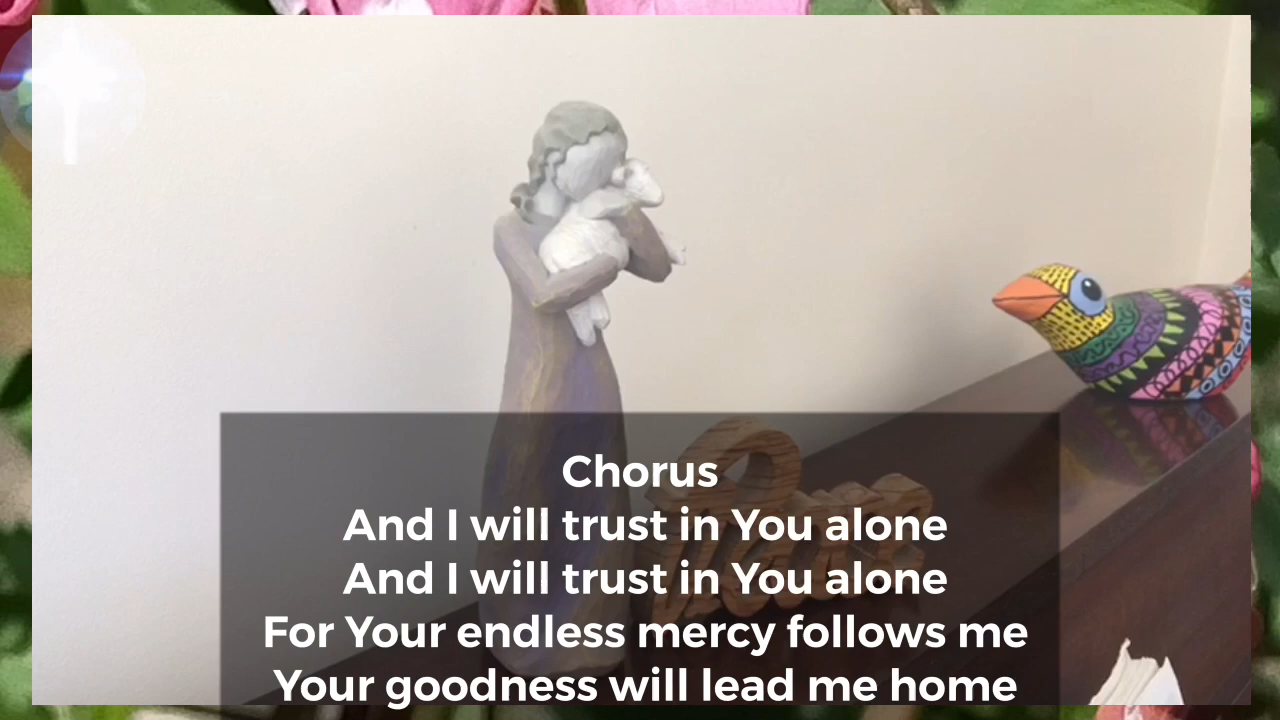 Chorus
And I will trust in You alone
And I will trust in You alone
For Your endless mercy follows me
Your goodness will lead me home